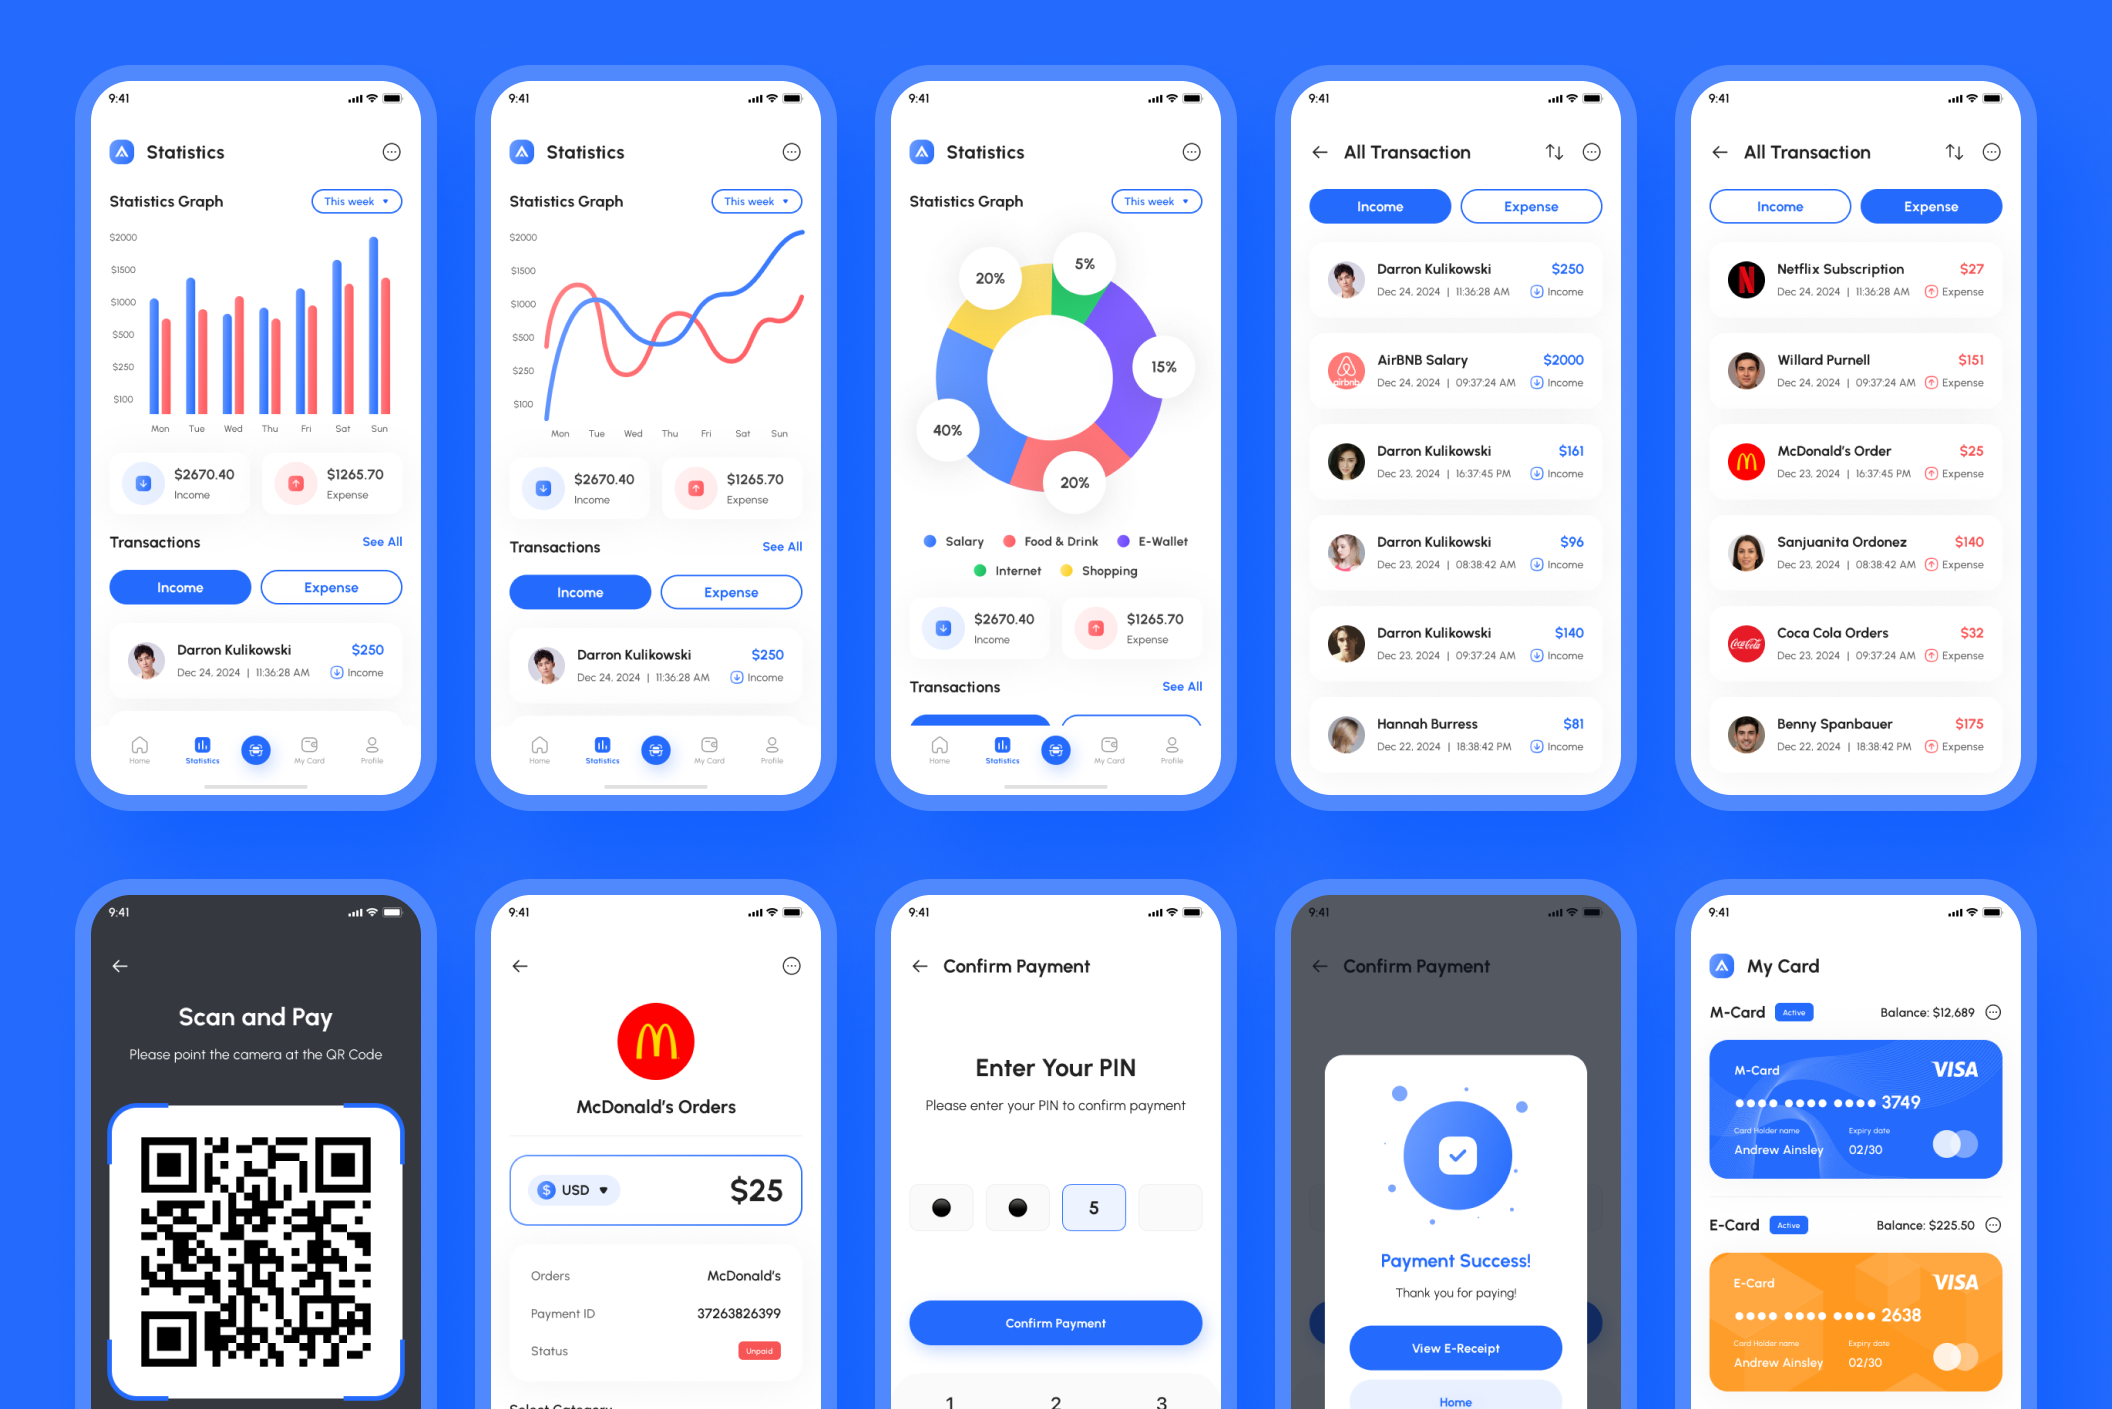 9:41
Statistics
Statistics Graph
This week
$2000
$1500
$1000
$500
$250
$100
Mon Tue Wed Thu Fri Sat Sun
$2670.40
Income
$1265.70
Expense
Transactions
See All
Income
Expense
Darron Kulikowski
$250
Dec 24, 2024 | 11:36:28 AM
Income
Home
Statistics
My Card
Profile
9:41
Statistics
Statistics Graph
This week
$2000
$1500
$1000
$500
$250
$100
Mon Tue Wed Thu Fri Sat Sun
$2670.40
Income
$1265.70
Expense
Transactions
See All
Income
Expense
Darron Kulikowski
$250
Dec 24, 2024 | 11:36:28 AM
Income
Home
Statistics
My Card
Profile
9:41
Statistics
Statistics Graph
This week
5%
20%
15%
40%
20%
Salary
Food & Drink
E-Wallet
Internet
Shopping
$2670.40
Income
$1265.70
Expense
Transactions
See All
Home
Statistics
My Card
Profile
9:41
All Transaction
Income
Expense
Darron Kulikowski
$250
Dec 24, 2024 | 11:36:28 AM
Income
airbnb
AirBNB Salary
$2000
Dec 24, 2024 | 09:37:24 AM
Income
Darron Kulikowski
$161
Dec 23, 2024 | 16:37:45 PM
Income
Darron Kulikowski
$96
Dec 23, 2024 | 08:38:42 AM
Income
Darron Kulikowski
$140
Dec 23, 2024 | 09:37:24 AM
Income
Hannah Burress
$81
Dec 22, 2024 | 18:38:42 PM
Income
9:41
All Transaction
Income
Expense
N
Netflix Subscription
$27
Dec 24, 2024 | 11:36:28 AM
Expense
Willard Purnell
$151
Dec 24, 2024 | 09:37:24 AM
Expense
McDonald's Order
$25
Dec 23, 2024 | 16:37:45 PM
Expense
Sanjuanita Ordonez
$140
Dec 23, 2024 | 08:38:42 AM
Expense
Coca-Cola
Coca Cola Orders
$32
Dec 23, 2024 | 09:37:24 AM
Expense
Benny Spanbauer
$175
Dec 22, 2024 | 18:38:42 PM
Expense
9:41
Scan and Pay
Please point the camera at the QR Code
9:41
McDonald's Orders
$ USD
$25
Orders
McDonald's
Payment ID
37263826399
Status
Unpaid
Select Category
9:41
Confirm Payment
Enter Your PIN
Please enter your PIN to confirm payment
5
Confirm Payment
1 2 3
9:41
Confirm Payment
Payment Success!
Thank you for paying!
View E-Receipt
Home
9:41
My Card
M-Card
Active
Balance: $12,689
M-Card
VISA
•••• •••• •••• 3749
Card Holder name
Expiry date
Andrew Ainsley
02/30
E-Card
Active
Balance: $225.50
E-Card
VISA
•••• •••• •••• 2638
Card Holder name
Expiry date
Andrew Ainsley
02/30